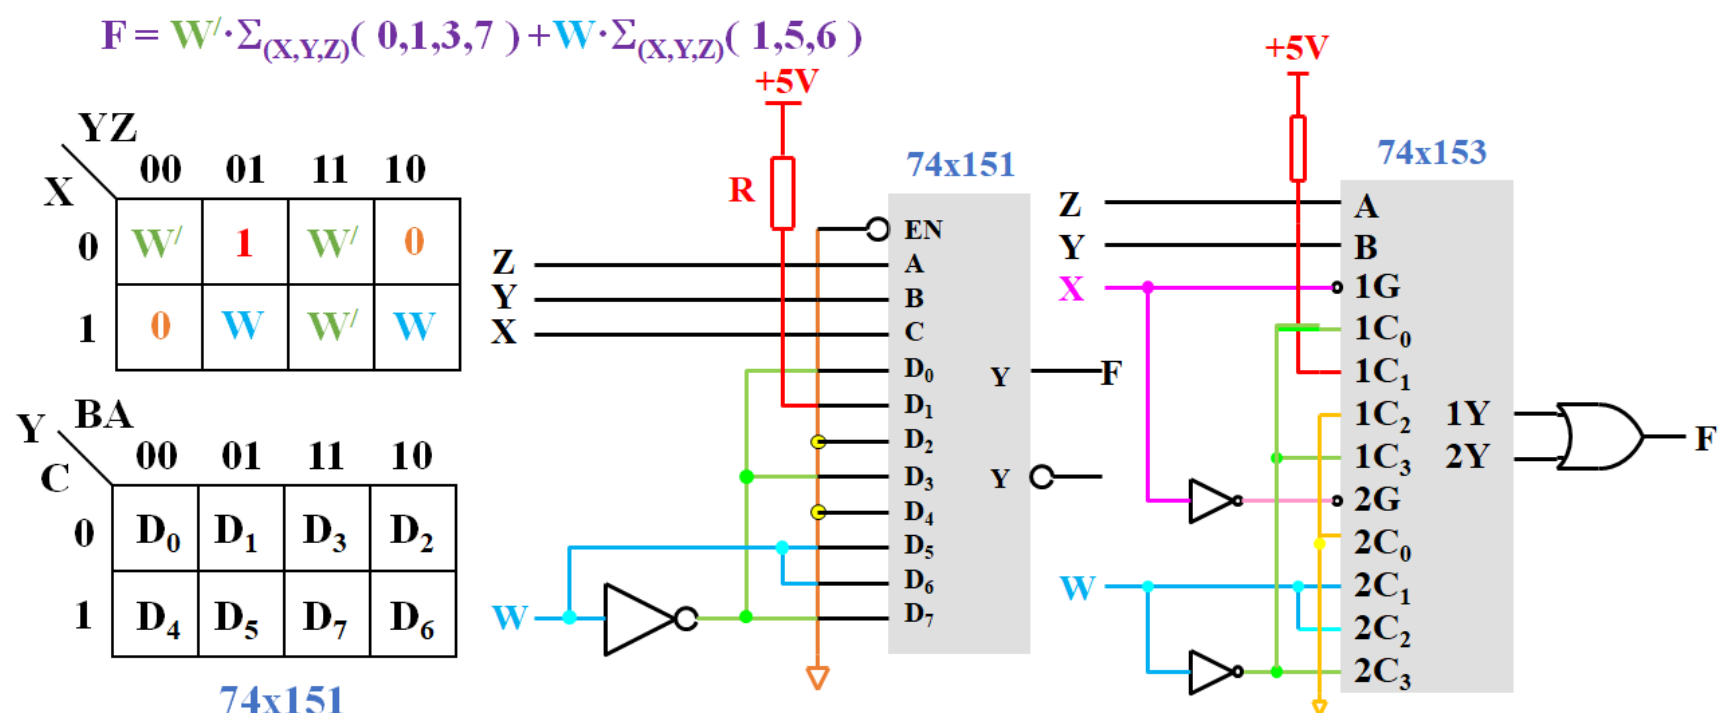 F = W/·Σ(X,Y,Z)( 0,1,3,7 ) + W·Σ(X,Y,Z)( 1,5,6 )
YZ
X
00 01 11 10
0 W/ 1 W/ 0
1 0 W W/ W
Y BA
C
00 01 11 10
0 D0 D1 D3 D2
1 D4 D5 D7 D6
74x151
+5V
R
74x151
Z
Y
X
W
EN
A
B
C
D0
D1
D2
D3
D4
D5
D6
D7
Y
Y
F
+5V
74x153
Z
Y
X
W
A
B
1G
1C0
1C1
1C2
1C3
2G
2C0
2C1
2C2
2C3
1Y
2Y
F